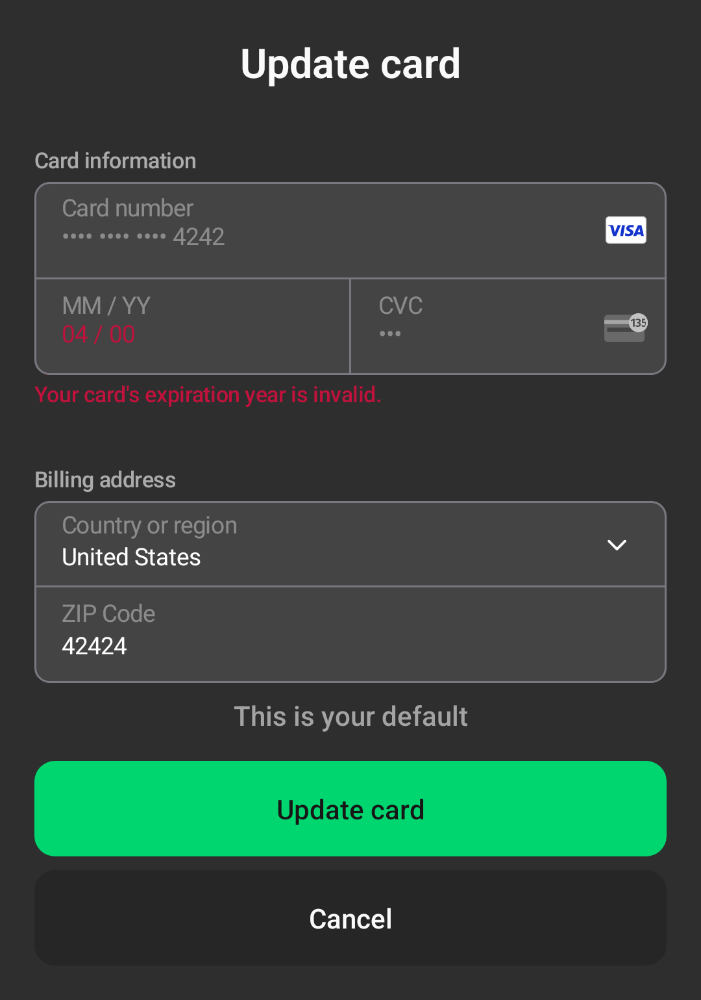 Update card
Card information
Card number
•••• •••• •••• 4242
VISA
MM / YY
CVC
04 / 00
•••
135
Your card's expiration year is invalid.
Billing address
Country or region
United States
ZIP Code
42424
This is your default
Update card
Cancel